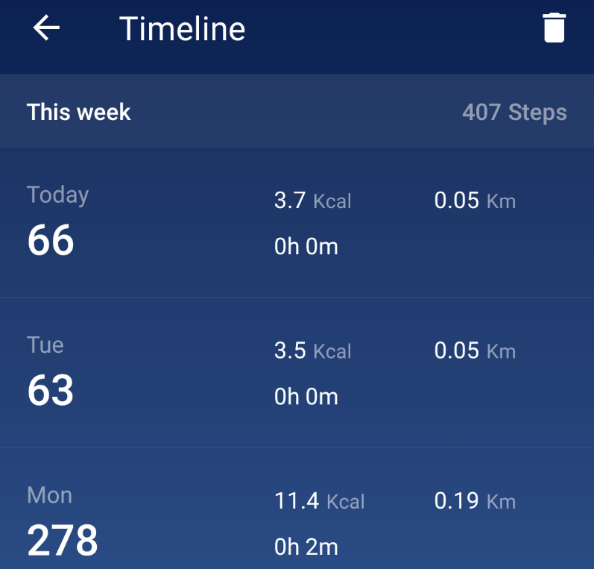 Timeline
This week 407 Steps
Today
66
3.7 Kcal 0.05 Km
0h 0m
Tue
63
3.5 Kcal 0.05 Km
0h 0m
Mon
278
11.4 Kcal 0.19 Km
0h 2m